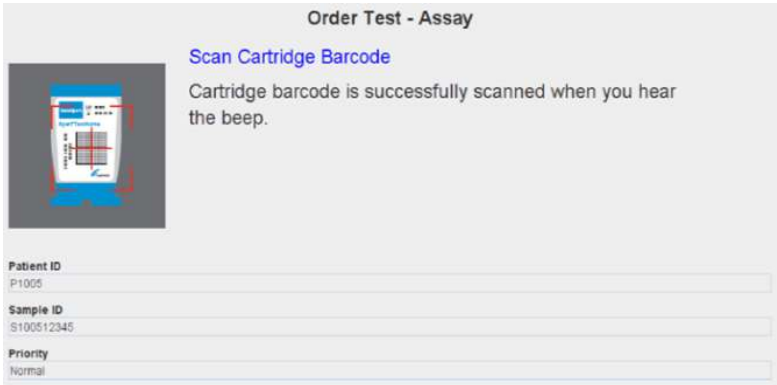 Order Test - Assay
Scan Cartridge Barcode
Cartridge barcode is successfully scanned when you hear
the beep.
Patient ID
P1005
Sample ID
S100512345
Priority
Normal